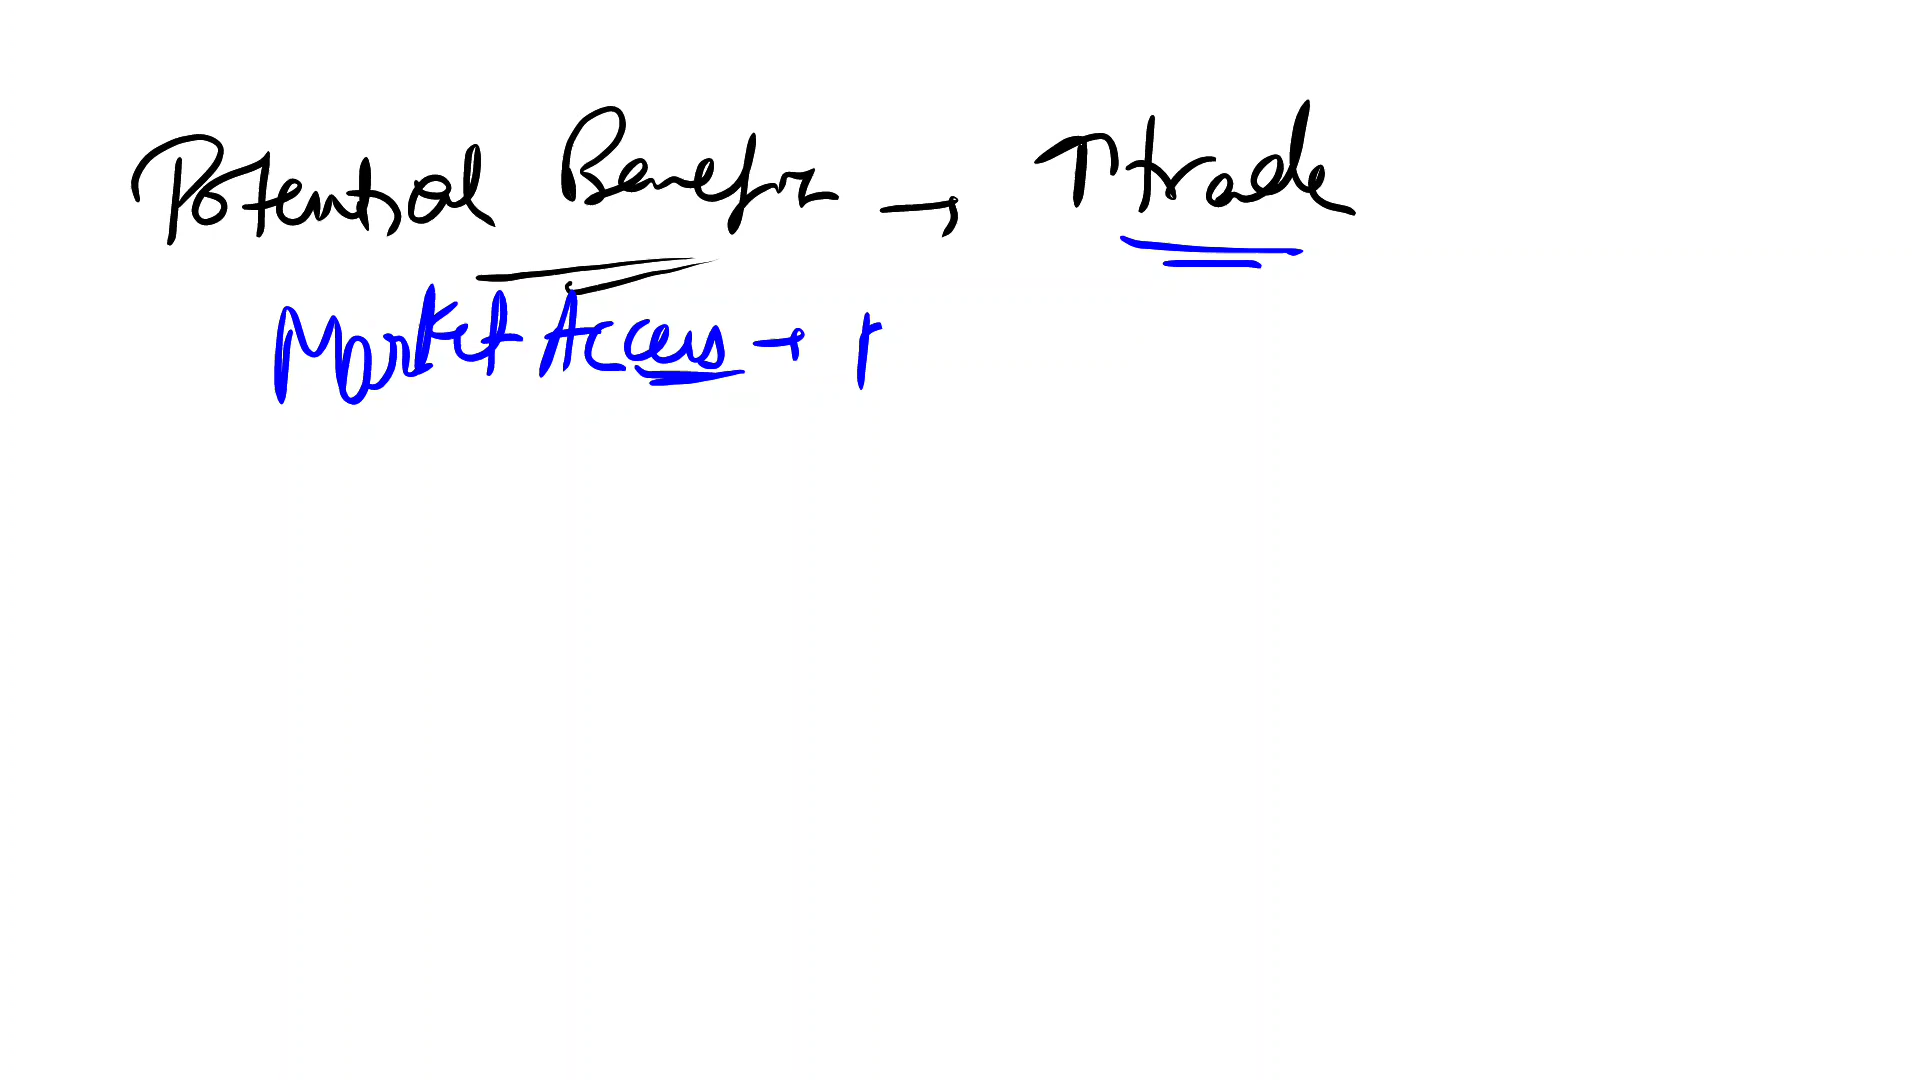 Potential Benefits → ↑ trade
Market Access →